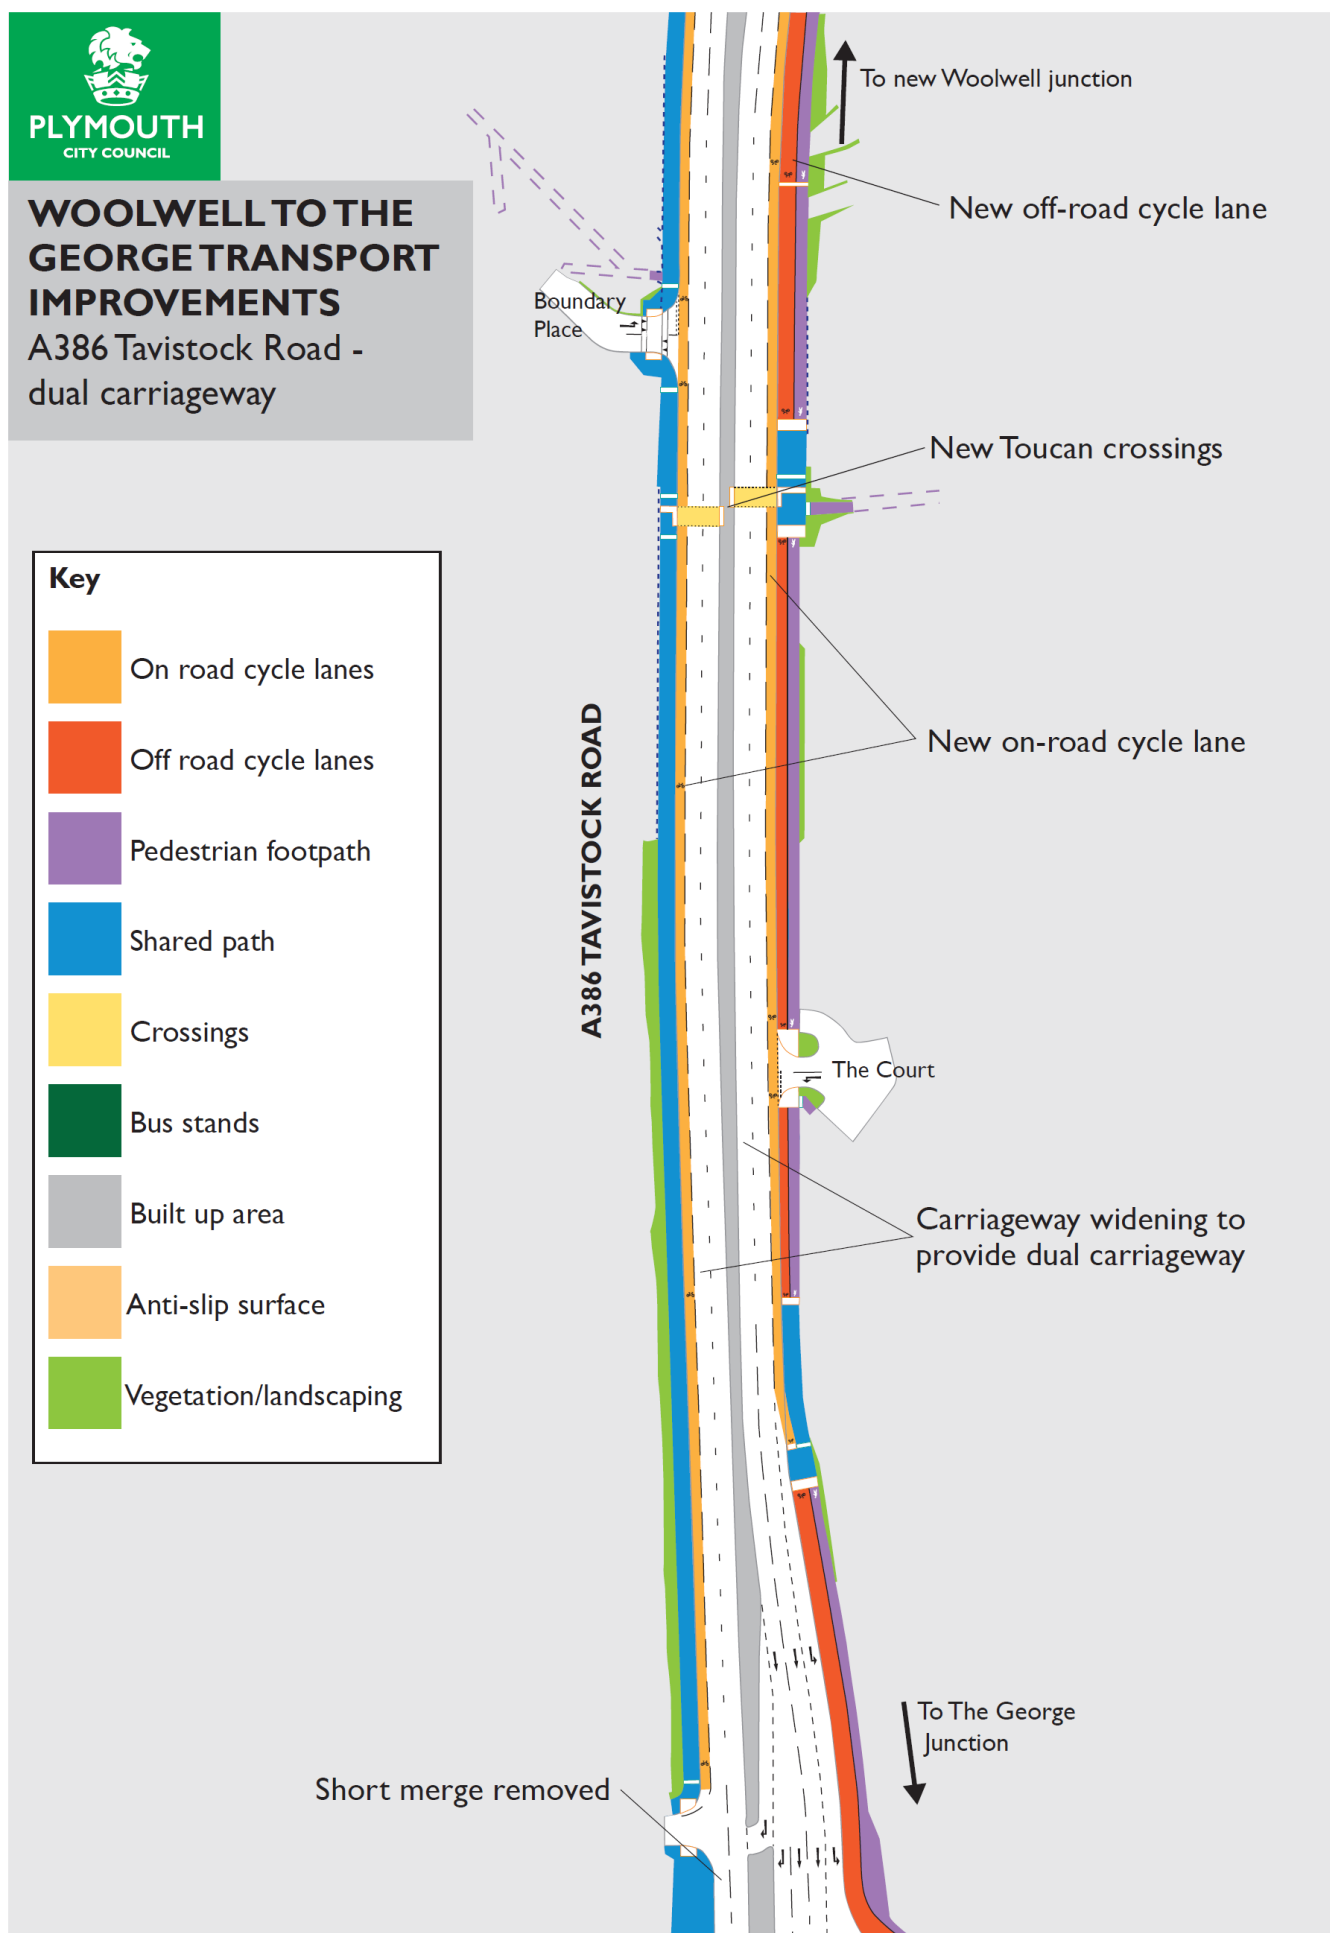 PLYMOUTH
CITY COUNCIL
WOOLWELL TO THE
GEORGE TRANSPORT
IMPROVEMENTS
A386 Tavistock Road -
dual carriageway
To new Woolwell junction
New off-road cycle lane
Boundary
Place
New Toucan crossings
Key
On road cycle lanes
Off road cycle lanes
Pedestrian footpath
Shared path
Crossings
Bus stands
Built up area
Anti-slip surface
Vegetation/landscaping
A386 TAVISTOCK ROAD
New on-road cycle lane
The Court
Carriageway widening to
provide dual carriageway
To The George
Junction
Short merge removed